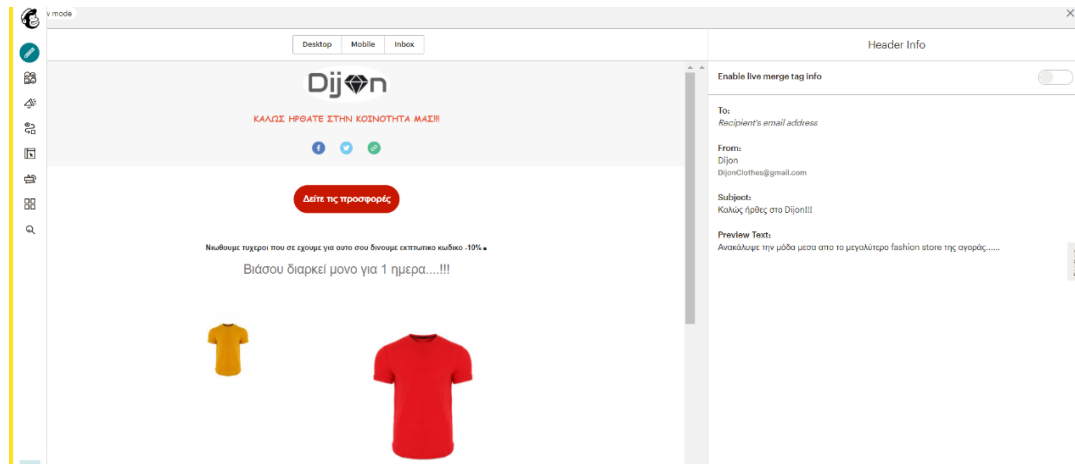 w mode
Desktop Mobile Inbox
Dijon
ΚΑΛΩΣ ΗΡΘΑΤΕ ΣΤΗΝ ΚΟΙΝΟΤΗΤΑ ΜΑΣ!!!
Δείτε τις προσφορές
Νιωθουμε τυχεροι που σε εχουμε για αυτο σου δινουμε εκπτωτικο κωδικο -10% .
Βιάσου διαρκεί μονο για 1 ημερα....!!!
Header Info
Enable live merge tag info
To:
Recipient's email address
From:
Dijon
DijonClothes@gmail.com
Subject:
Καλώς ήρθες στο Dijon!!!
Preview Text:
Ανακάλυψε την μόδα μεσα απο το μεγαλύτερο fashion store της αγοράς......